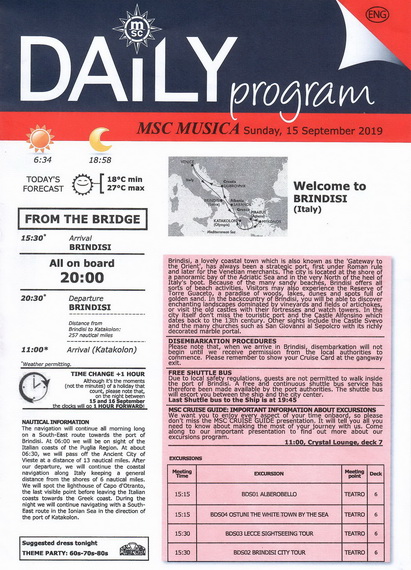 ENG
msc
DAiLY program
MSC MUSICA Sunday, 15 September 2019
6:34 18:58
TODAY'S
FORECAST
18°C min
27°C max
Welcome to
BRINDISI
(Italy)
FROM THE BRIDGE
15:30* Arrival
BRINDISI
All on board
20:00
20:30* Departure
BRINDISI
Distance from
Brindisi to Katakolon:
257 nautical miles
11:00* Arrival (Katakolon)
*Weather permitting.
TIME CHANGE +1 HOUR
Although it's the moments
(not the minutes) of a holiday that
count, please note that,
on the night between
15 and 16 September
the clocks will go 1 HOUR FORWARD!
NAUTICAL INFORMATION
The navigation will continue all morning long
on a South-East route towards the port of
Brindisi. At 06:00 we will be on sight of the
Italian coasts of the Puglia Region. At about
06:30, we will pass off the Ancient City of
Vieste at a distance of 13 nautical miles. After
our departure, we will continue the coastal
navigation along Italy keeping a general
distance from the shores of 6 nautical miles.
We will spot the lighthouse of Capo d'Otranto,
the last visible point before leaving the Italian
coasts towards the Greek coast. During the
night we will continue navigating with a South-
East route in the Ionian Sea in the direction of
the port of Katakolon.
Suggested dress tonight
THEME PARTY: 60s-70s-80s
Brindisi, a lovely coastal town which is also known as the 'Gateway to
the Orient', has always been a strategic port, first under Roman rule
and later for the Venetian merchants. The city is located at the shore of
a panoramic bay of the Adriatic Sea and in the very North of the heel of
Italy's boot. Because of the many sandy beaches, Brindisi offers all
sorts of beach activities. Visitors may also experience the Reserve of
Torre Guaceto, a paradise of woods, lakes, dunes and spots full of
golden sand. In the backcountry of Brindisi, you will be able to discover
enchanting landscapes dominated by vineyards and fields of artichokes,
or visit the old castles with their fortresses and watch towers. In the
city itself don't miss the touristic port and the Castle Alfonsino which
dates back to the 13th century. Other sights include the Castle Svevo
and the many churches such as San Giovanni al Sepolcro with its richly
decorated marble portal.
DISEMBARKATION PROCEDURES
Please note that, when we arrive in Brindisi, disembarkation will not
begin until we receive permission from the local authorities to
commence. Please remember to show your Cruise Card at the gangway
exit.
FREE SHUTTLE BUS
Due to local safety regulations, guests are not permitted to walk inside
the port of Brindisi. A free and continuous shuttle bus service has
therefore been made available by the port authorities. The shuttle bus
will escort you between the ship and the city center.
Last Shuttle bus to the Ship is at 19:45
MSC CRUISE GUIDE: IMPORTANT INFORMATION ABOUT EXCURSIONS
We want you to enjoy every aspect of your time onboard, so please
don't miss the MSC CRUISE GUIDE presentation. It will tell you all you
need to know about making the most of your journey with us. Come
along to our important presentation to find out more about our
excursions program.
11:00, Crystal Lounge, deck 7
EXCURSIONS
Meeting Time EXCURSION Meeting point Deck
15:15 BDS01 ALBEROBELLO TEATRO 6
15:15 BDS04 OSTUNI THE WHITE TOWN BY THE SEA TEATRO 6
15:30 BDS03 LECCE SIGHTSEEING TOUR TEATRO 6
15:30 BDS02 BRINDISI CITY TOUR TEATRO 6